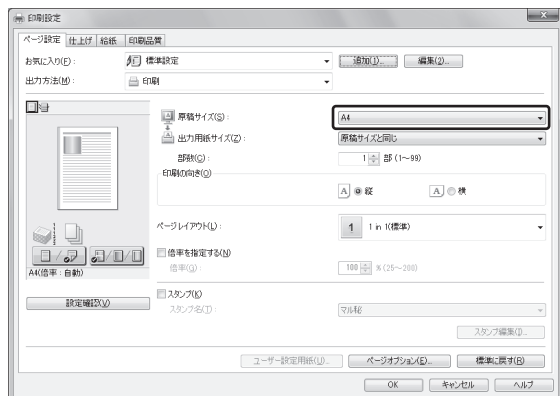 印刷設定
ページ設定 仕上げ 給紙 印刷品質
お気に入り(F): 標準設定 追加(1)... 編集(2)...
出力方法(M): 印刷
原稿サイズ(S): A4
出力用紙サイズ(Z): 原稿サイズと同じ
部数(C): 1 部 (1~99)
印刷の向き(O)
A 縦 A 横
ページレイアウト(L): 1 1 in 1(標準)
倍率を指定する(N)
倍率(Q): 100 % (25~200)
A4(倍率:自動)
設定確認(V)
スタンプ(K)
スタンプ名(T): マル秘
スタンプ編集(I)...
ユーザー設定用紙(U)... ページオプション(E)... 標準に戻す(R)
OK キャンセル ヘルプ